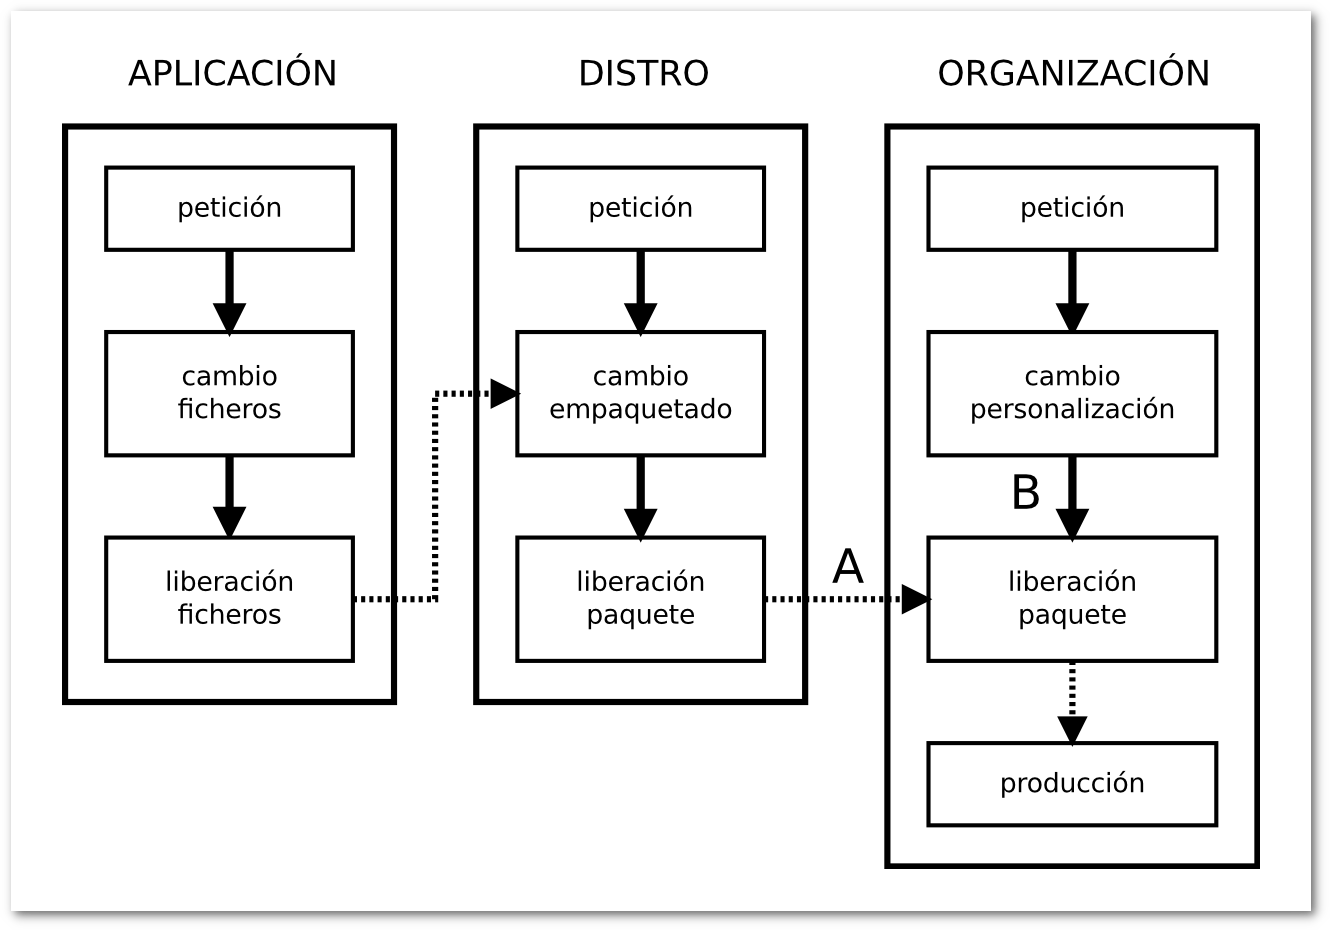 APLICACIÓN
petición
cambio
ficheros
liberación
ficheros
DISTRO
petición
cambio
empaquetado
liberación
paquete
A
ORGANIZACIÓN
petición
cambio
personalización
B
liberación
paquete
producción